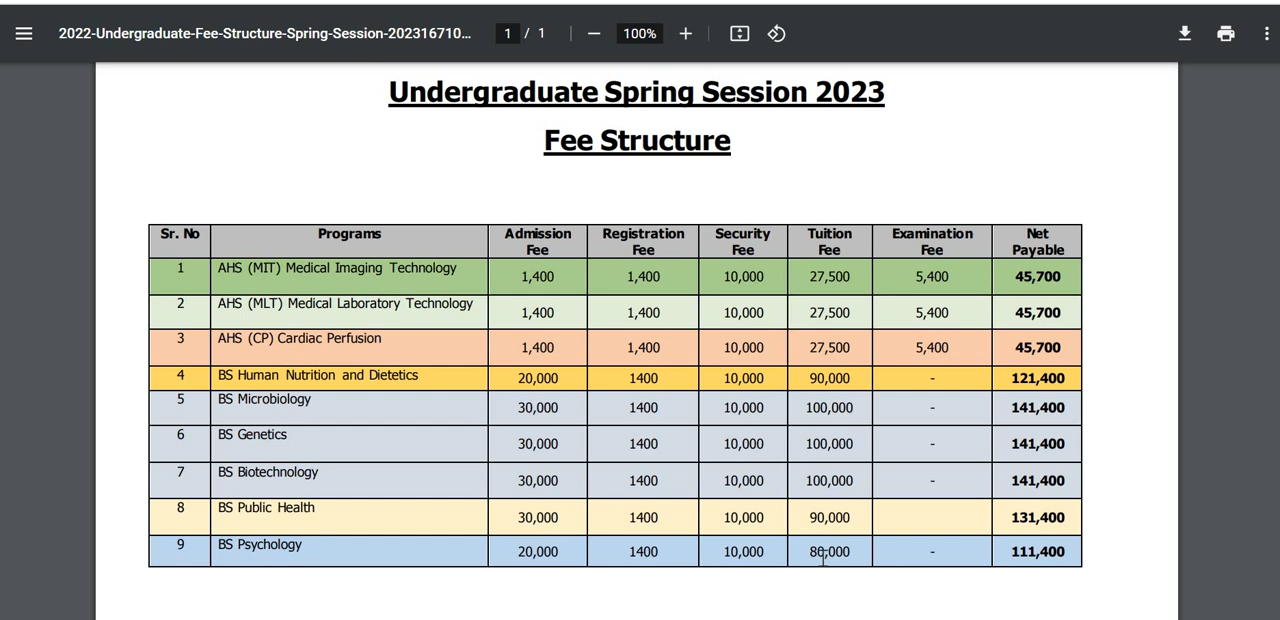 2022-Undergraduate-Fee-Structure-Spring-Session-202316710... 1 / 1 100%
Undergraduate Spring Session 2023
Fee Structure
Sr. No Programs Admission Fee Registration Fee Security Fee Tuition Fee Examination Fee Net Payable
1 AHS (MIT) Medical Imaging Technology 1,400 1,400 10,000 27,500 5,400 45,700
2 AHS (MLT) Medical Laboratory Technology 1,400 1,400 10,000 27,500 5,400 45,700
3 AHS (CP) Cardiac Perfusion 1,400 1,400 10,000 27,500 5,400 45,700
4 BS Human Nutrition and Dietetics 20,000 1400 10,000 90,000 - 121,400
5 BS Microbiology 30,000 1400 10,000 100,000 - 141,400
6 BS Genetics 30,000 1400 10,000 100,000 - 141,400
7 BS Biotechnology 30,000 1400 10,000 100,000 - 141,400
8 BS Public Health 30,000 1400 10,000 90,000 131,400
9 BS Psychology 20,000 1400 10,000 80,000 - 111,400